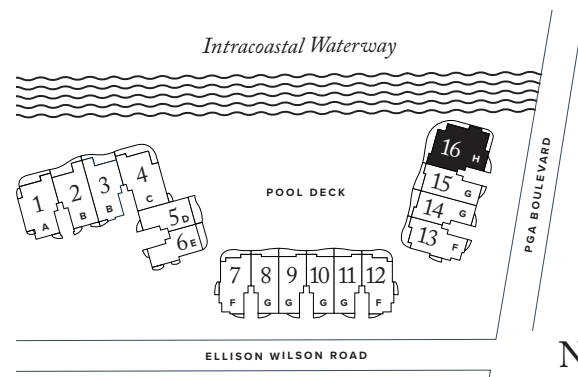 Intracoastal Waterway
16 H
15 G
14 G
13 F
PGA BOULEVARD
POOL DECK
1 A
2 B
3 B
4 C
5 D
6 E
7 F
8 G
9 G
10 G
11 G
12 F
ELLISON WILSON ROAD
N